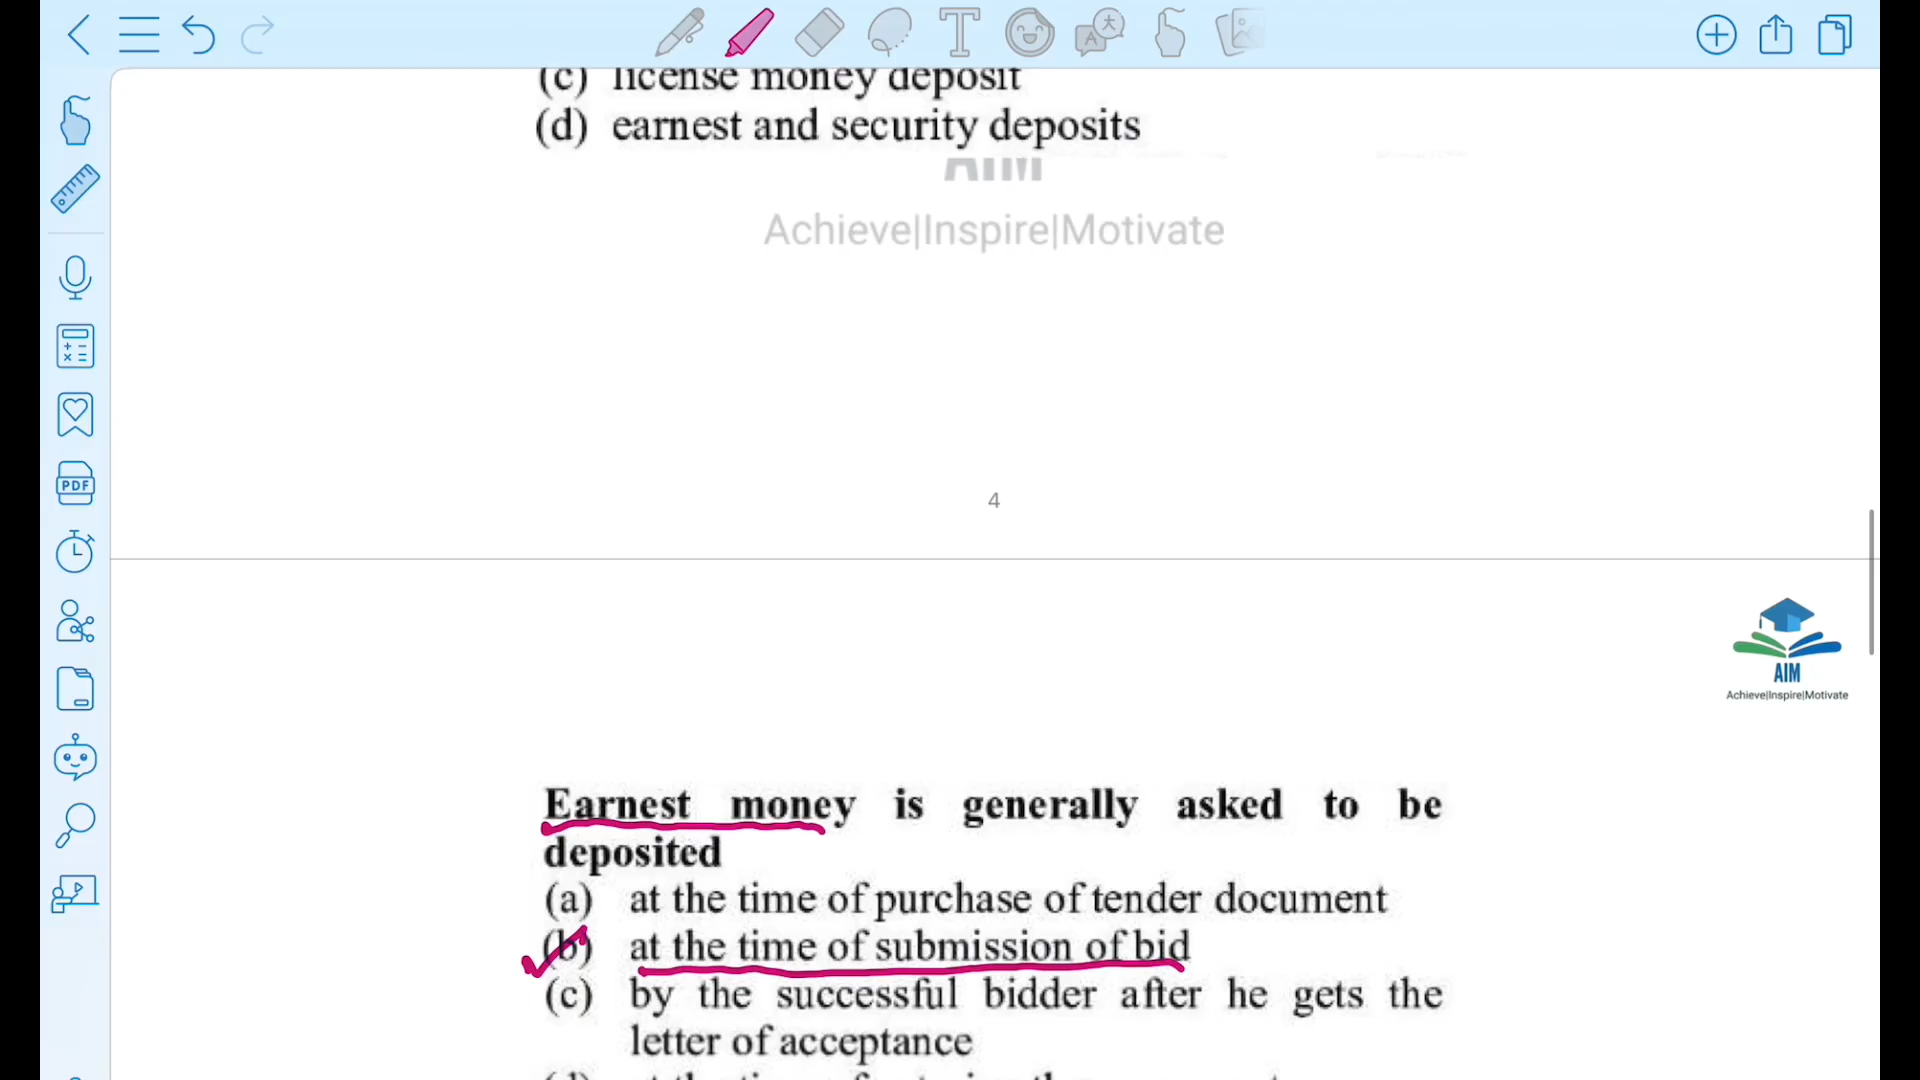 (c) license money deposit
(d) earnest and security deposits
AIM
Achieve|Inspire|Motivate
4
AIM
Achieve|Inspire|Motivate
Earnest money is generally asked to be
deposited
(a) at the time of purchase of tender document
(b) at the time of submission of bid
(c) by the successful bidder after he gets the
letter of acceptance
PDF